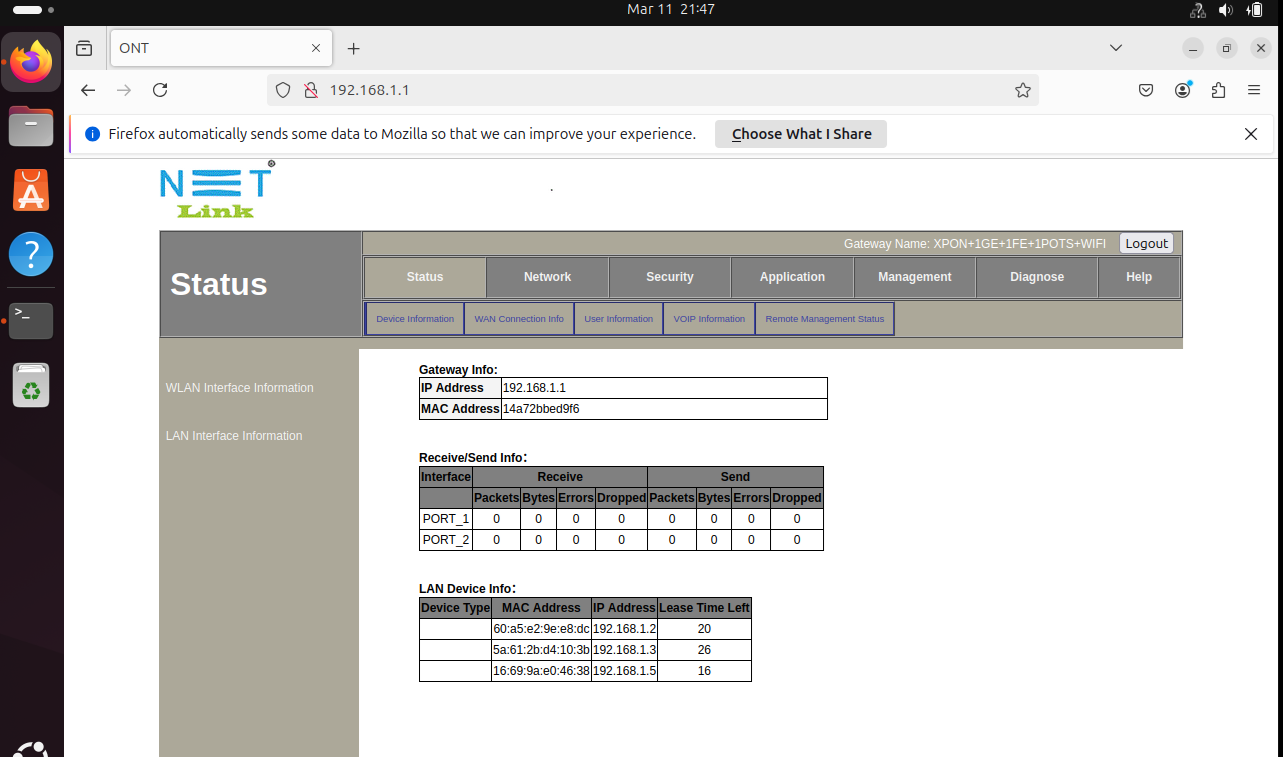 Mar 11 21:47
ONT
192.168.1.1
Firefox automatically sends some data to Mozilla so that we can improve your experience. Choose What I Share
NET
Link
Gateway Name: XPON+1GE+1FE+1POTS+WIFI Logout
Status
Status Network Security Application Management Diagnose Help
Device Information WAN Connection Info User Information VOIP Information Remote Management Status
WLAN Interface Information
LAN Interface Information
Gateway Info:
IP Address 192.168.1.1
MAC Address 14a72bbed9f6
Receive/Send Info:
Interface Receive Send
Packets Bytes Errors Dropped Packets Bytes Errors Dropped
PORT_1 0 0 0 0 0 0 0 0
PORT_2 0 0 0 0 0 0 0 0
LAN Device Info:
Device Type MAC Address IP Address Lease Time Left
60:a5:e2:9e:e8:dc 192.168.1.2 20
5a:61:2b:d4:10:3b 192.168.1.3 26
16:69:9a:e0:46:38 192.168.1.5 16